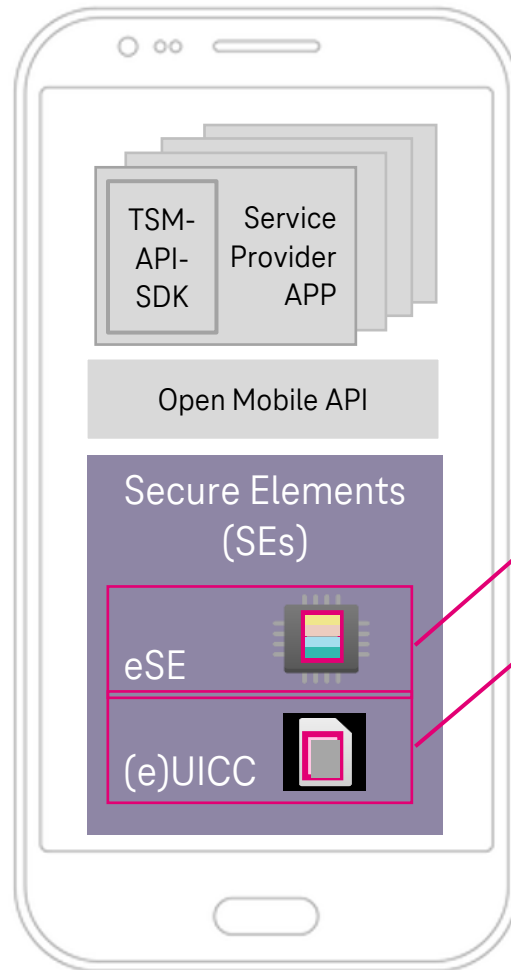 TSM-
API-
SDK
Service
Provider
APP
Open Mobile API
Secure Elements
(SEs)
eSE
(e)UICC